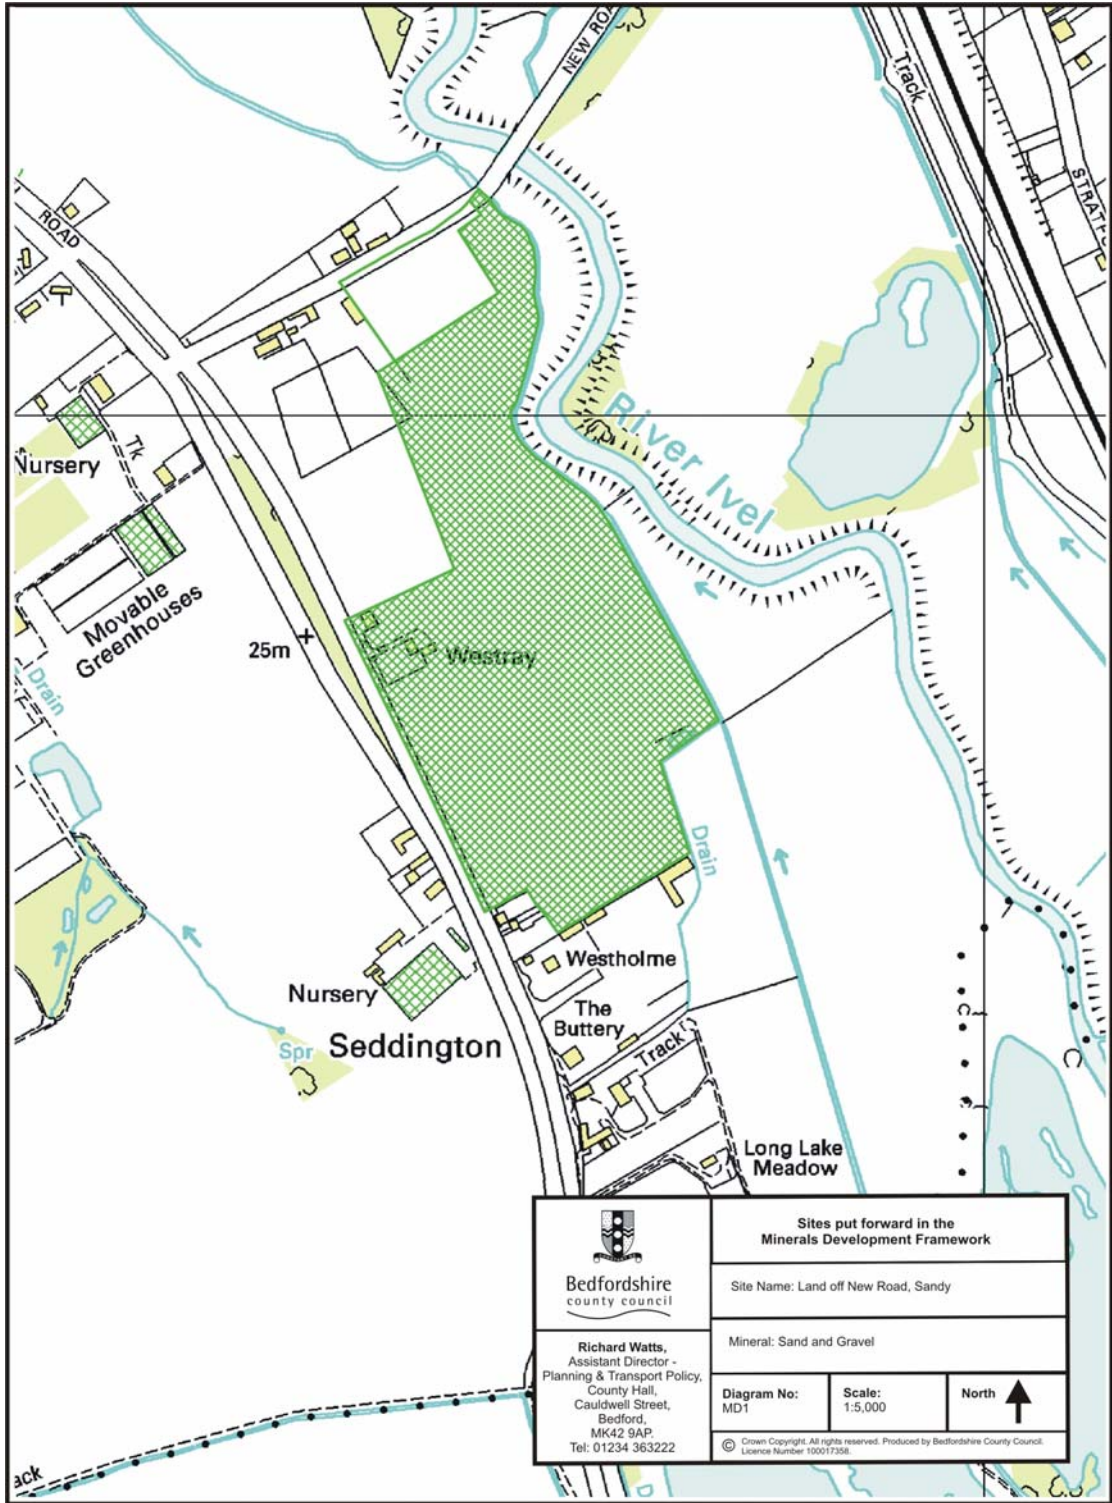 NEW ROA
Track
STRATFO
ROAD
River Ivel
Nursery
Tk
Movable
Greenhouses
25m
Westray
Drain
Drain
Westholme
Nursery
The
Buttery
Seddington
Spr
Track
Long Lake
Meadow
ack
D
Bedfordshire
county council
Richard Watts,
Assistant Director -
Planning & Transport Policy,
County Hall,
Cauldwell Street,
Bedford,
MK42 9AP.
Tel: 01234 363222
Sites put forward in the
Minerals Development Framework
Site Name: Land off New Road, Sandy
Mineral: Sand and Gravel
Diagram No:
MD1
Scale:
1:5,000
North
© Crown Copyright. All rights reserved. Produced by Bedfordshire County Council.
Licence Number 100017358.